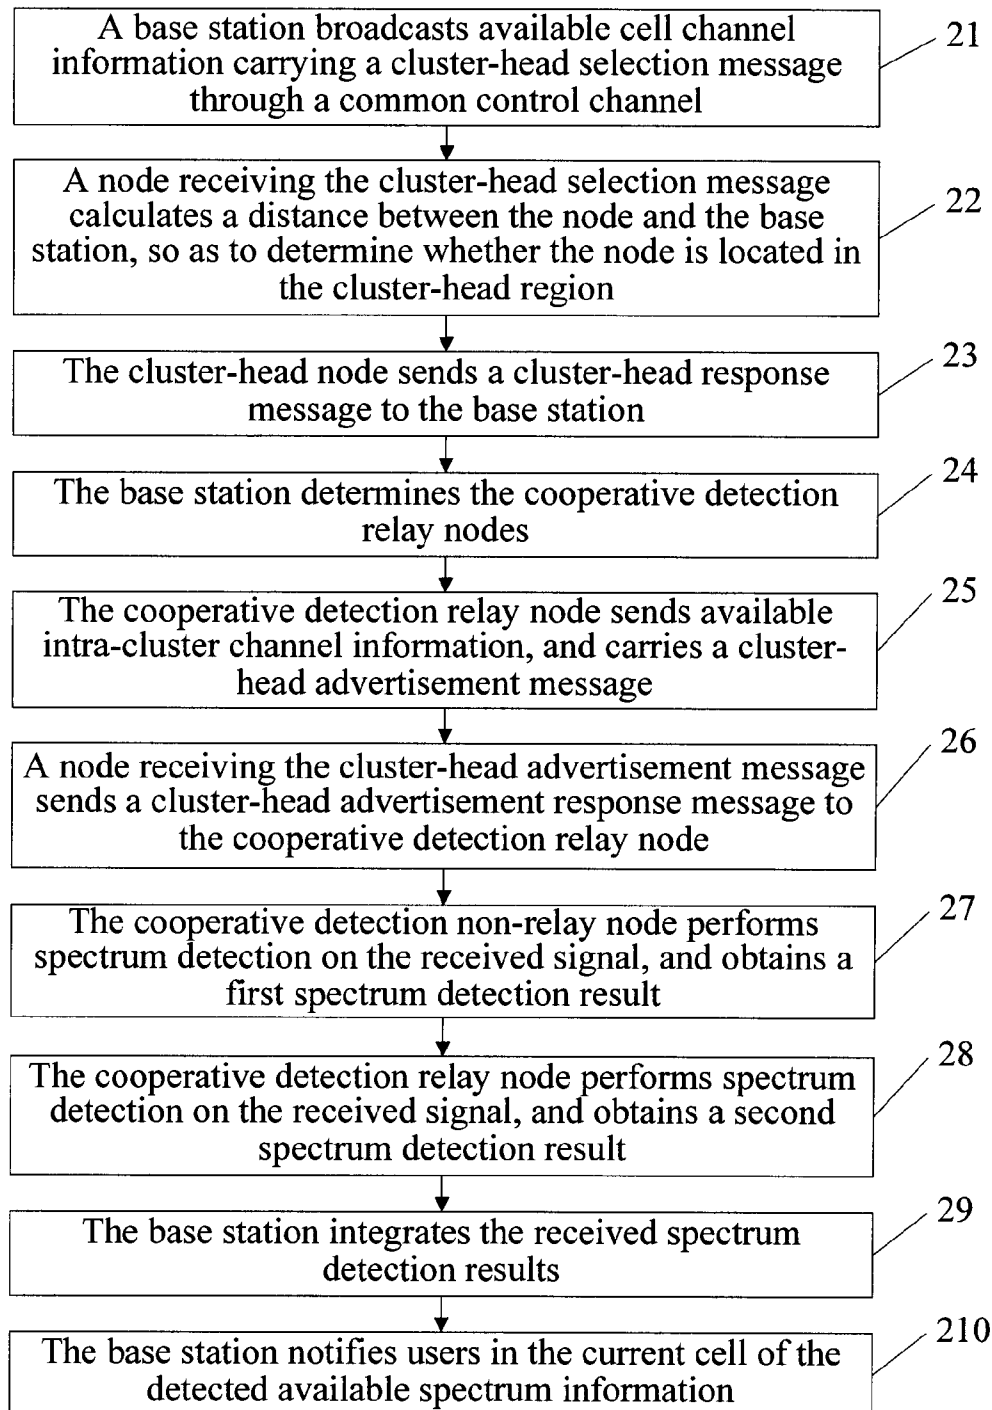 A base station broadcasts available cell channel
information carrying a cluster-head selection message
through a common control channel
21
A node receiving the cluster-head selection message
calculates a distance between the node and the base
station, so as to determine whether the node is located in
the cluster-head region
22
The cluster-head node sends a cluster-head response
message to the base station
23
The base station determines the cooperative detection
relay nodes
24
The cooperative detection relay node sends available
intra-cluster channel information, and carries a cluster-
head advertisement message
25
A node receiving the cluster-head advertisement message
sends a cluster-head advertisement response message to
the cooperative detection relay node
26
The cooperative detection non-relay node performs
spectrum detection on the received signal, and obtains a
first spectrum detection result
27
The cooperative detection relay node performs spectrum
detection on the received signal, and obtains a second
spectrum detection result
28
The base station integrates the received spectrum
detection results
29
The base station notifies users in the current cell of the
detected available spectrum information
210